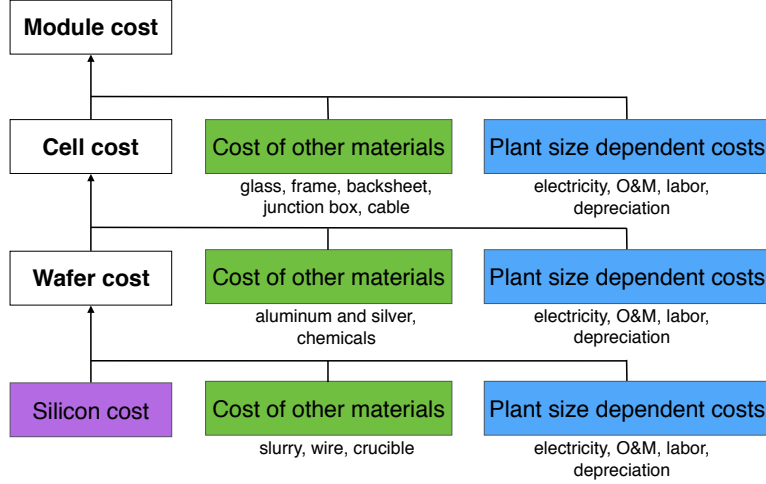 Module cost
Cell cost
Cost of other materials
Plant size dependent costs
glass, frame, backsheet,
junction box, cable
electricity, O&M, labor,
depreciation
Wafer cost
Cost of other materials
Plant size dependent costs
aluminum and silver,
chemicals
electricity, O&M, labor,
depreciation
Silicon cost
Cost of other materials
Plant size dependent costs
slurry, wire, crucible
electricity, O&M, labor,
depreciation